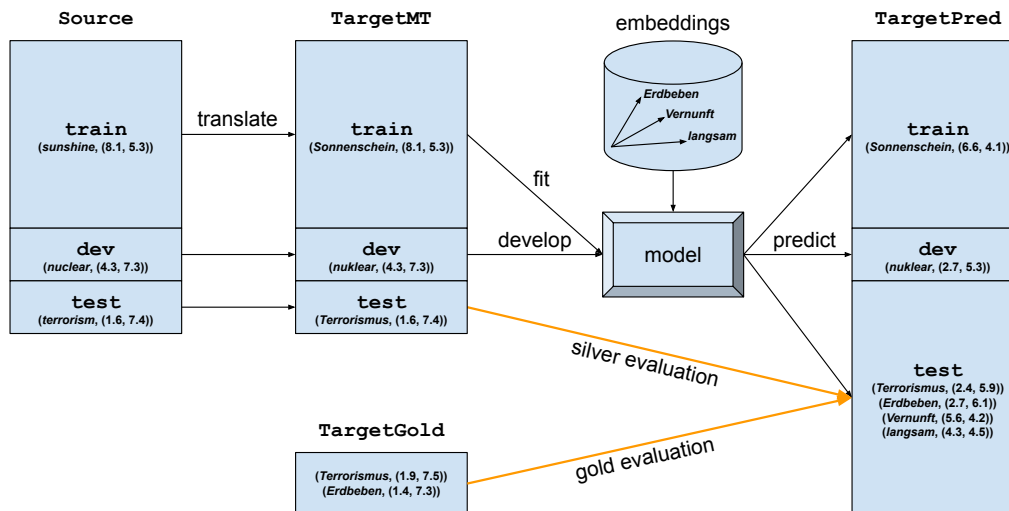 Source
TargetMT
embeddings
TargetPred
train
(sunshine, (8.1, 5.3))
translate
train
(Sonnenschein, (8.1, 5.3))
Erdbeben
Vernunft
langsam
train
(Sonnenschein, (6.6, 4.1))
fit
dev
(nuclear, (4.3, 7.3))
dev
(nuklear, (4.3, 7.3))
develop
model
predict
dev
(nuklear, (2.7, 5.3))
test
(terrorism, (1.6, 7.4))
test
(Terrorismus, (1.6, 7.4))
silver evaluation
test
(Terrorismus, (2.4, 5.9))
(Erdbeben, (2.7, 6.1))
(Vernunft, (5.6, 4.2))
(langsam, (4.3, 4.5))
TargetGold
(Terrorismus, (1.9, 7.5))
(Erdbeben, (1.4, 7.3))
gold evaluation